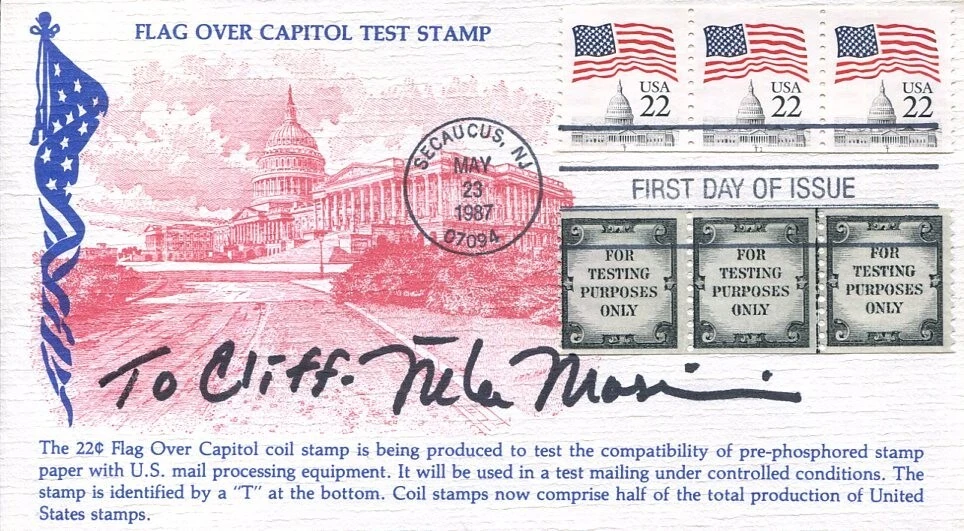 FLAG OVER CAPITOL TEST STAMP
USA
22
USA
22
USA
22
SECAUCUS, NJ
MAY
23
1987
07094
FIRST DAY OF ISSUE
FOR
TESTING
PURPOSES
ONLY
FOR
TESTING
PURPOSES
ONLY
FOR
TESTING
PURPOSES
ONLY
To Cliff-
The 22¢ Flag Over Capitol coil stamp is being produced to test the compatibility of pre-phosphored stamp
paper with U.S. mail processing equipment. It will be used in a test mailing under controlled conditions. The
stamp is identified by a "T" at the bottom. Coil stamps now comprise half of the total production of United
States stamps.